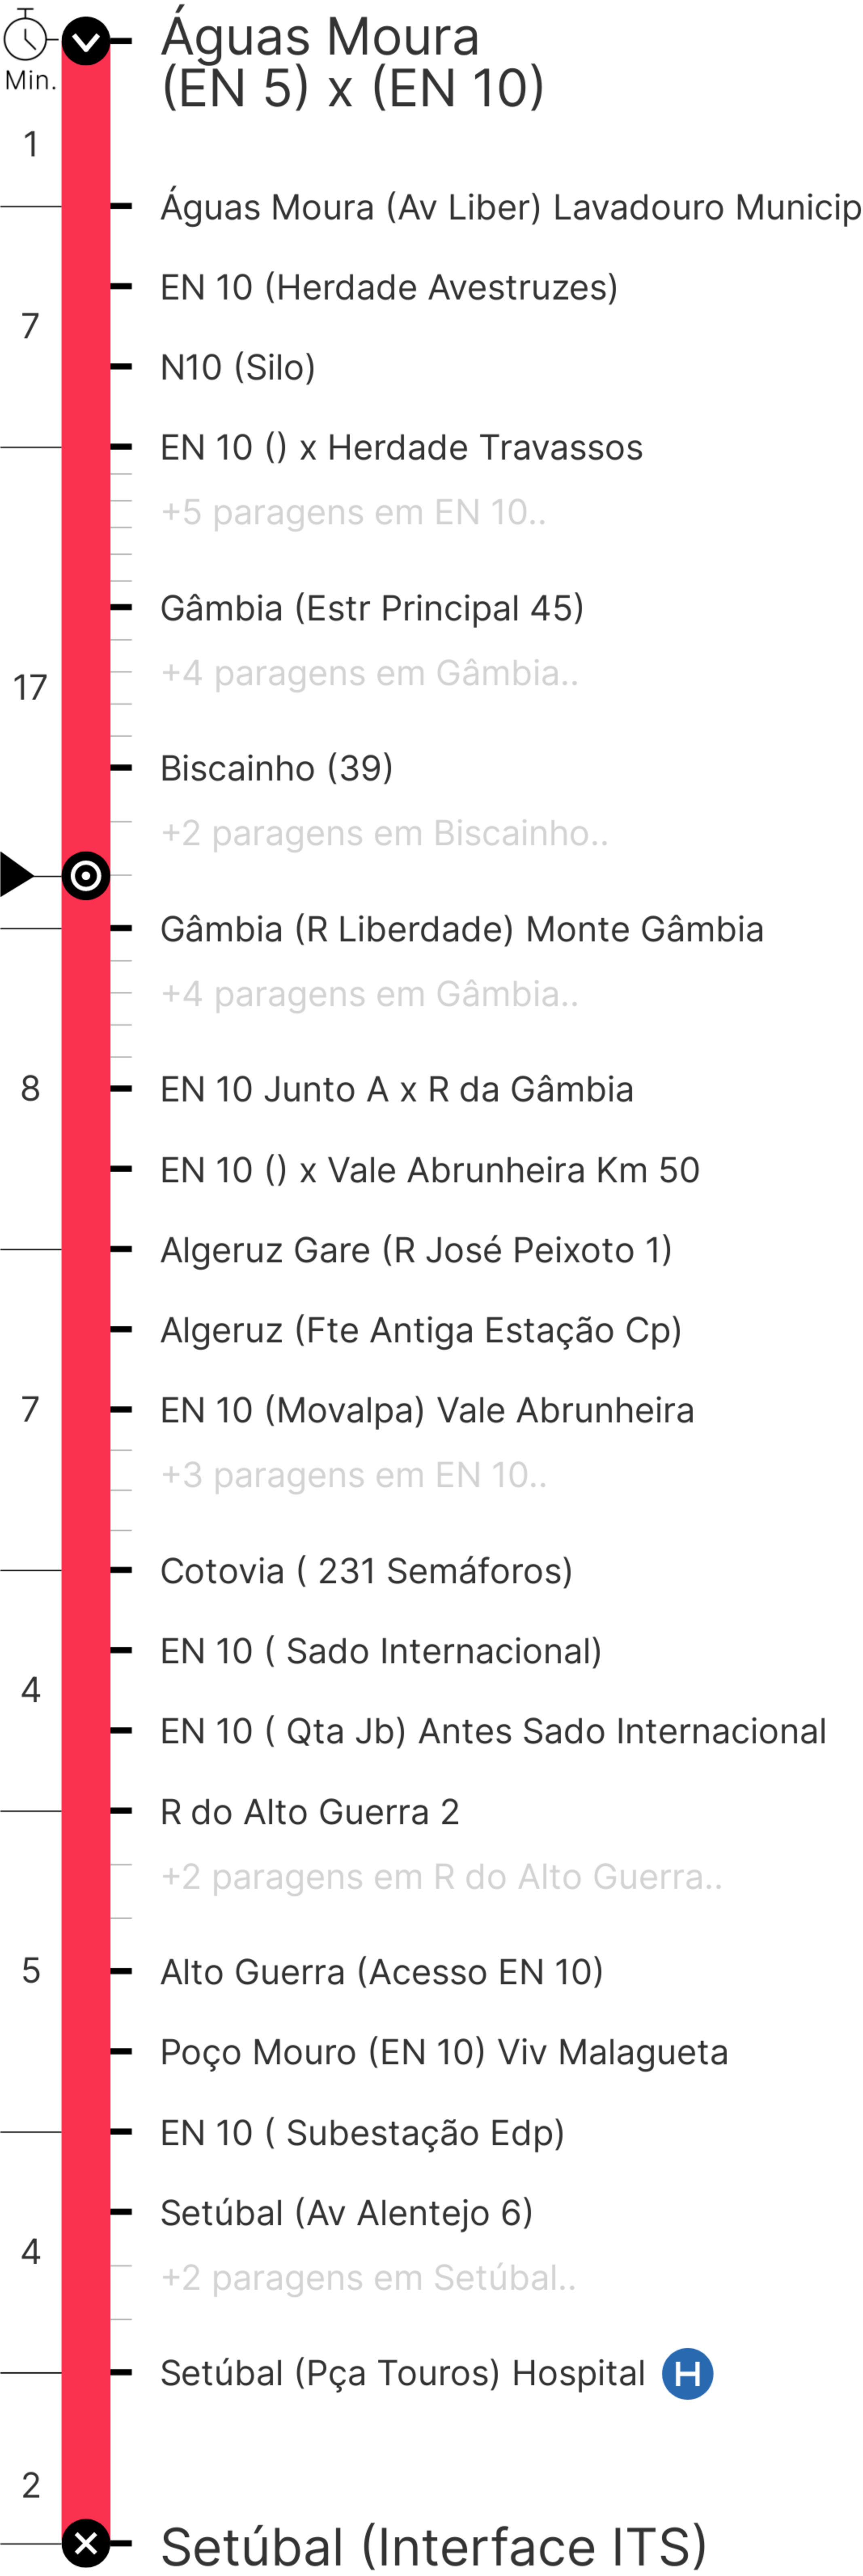 Águas Moura
(EN 5) x (EN 10)
Min.
1
Águas Moura (Av Liber) Lavadouro Municip
EN 10 (Herdade Avestruzes)
7
N10 (Silo)
EN 10 () x Herdade Travassos
+5 paragens em EN 10..
Gâmbia (Estr Principal 45)
+4 paragens em Gâmbia..
17
Biscainho (39)
+2 paragens em Biscainho..
Gâmbia (R Liberdade) Monte Gâmbia
+4 paragens em Gâmbia..
8
EN 10 Junto A x R da Gâmbia
EN 10 () x Vale Abrunheira Km 50
Algeruz Gare (R José Peixoto 1)
Algeruz (Fte Antiga Estação Cp)
7
EN 10 (Movalpa) Vale Abrunheira
+3 paragens em EN 10..
Cotovia ( 231 Semáforos)
EN 10 ( Sado Internacional)
4
EN 10 ( Qta Jb) Antes Sado Internacional
R do Alto Guerra 2
+2 paragens em R do Alto Guerra..
5
Alto Guerra (Acesso EN 10)
Poço Mouro (EN 10) Viv Malagueta
EN 10 ( Subestação Edp)
Setúbal (Av Alentejo 6)
4
+2 paragens em Setúbal..
Setúbal (Pça Touros) Hospital H
2
Setúbal (Interface ITS)